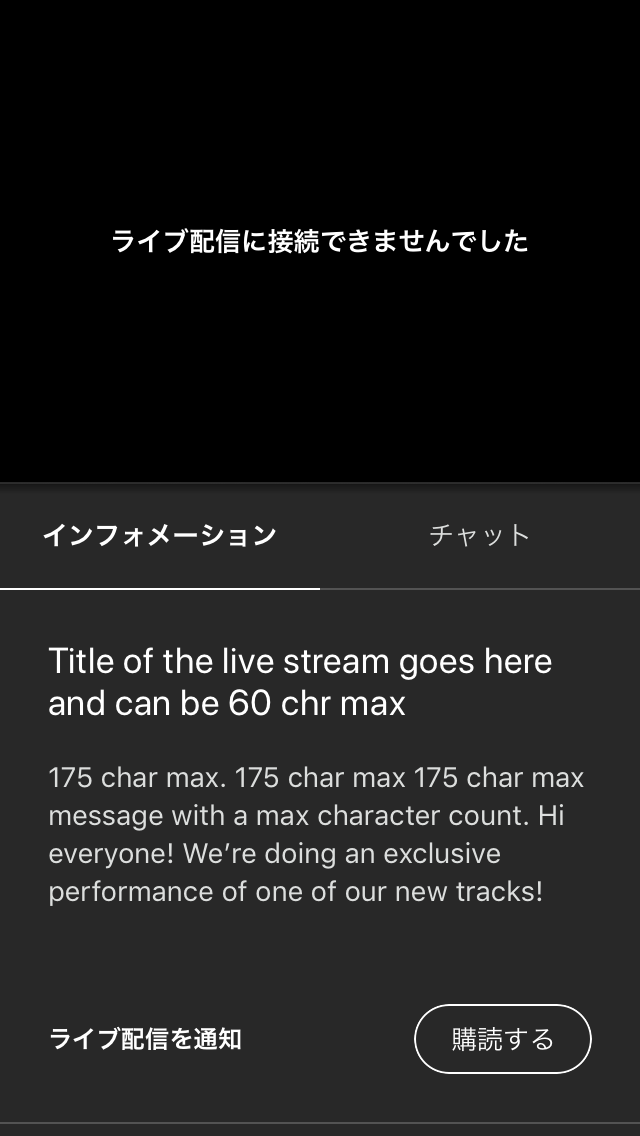 ライブ配信に接続できませんでした
インフォメーション
チャット
Title of the live stream goes here
and can be 60 chr max
175 char max. 175 char max 175 char max
message with a max character count. Hi
everyone! We’re doing an exclusive
performance of one of our new tracks!
ライブ配信を通知
購読する